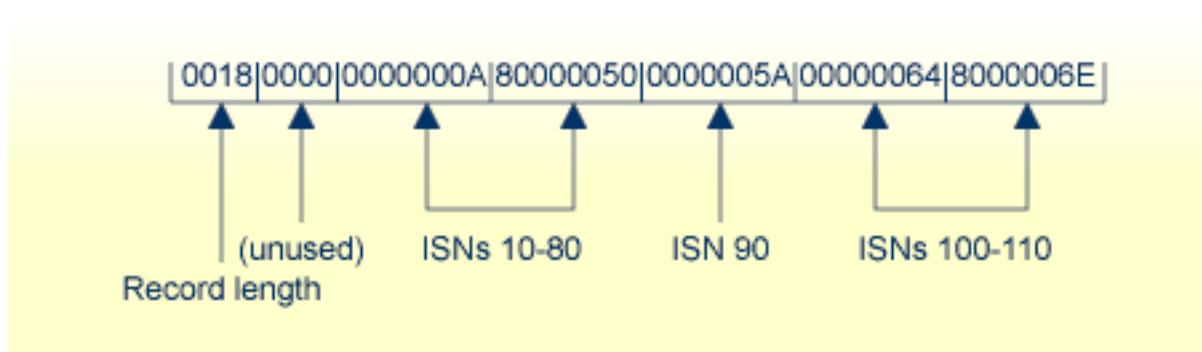 0018|0000|0000000A|80000050|0000005A|00000064|8000006E
(unused) ISNs 10-80 ISN 90 ISNs 100-110
Record length